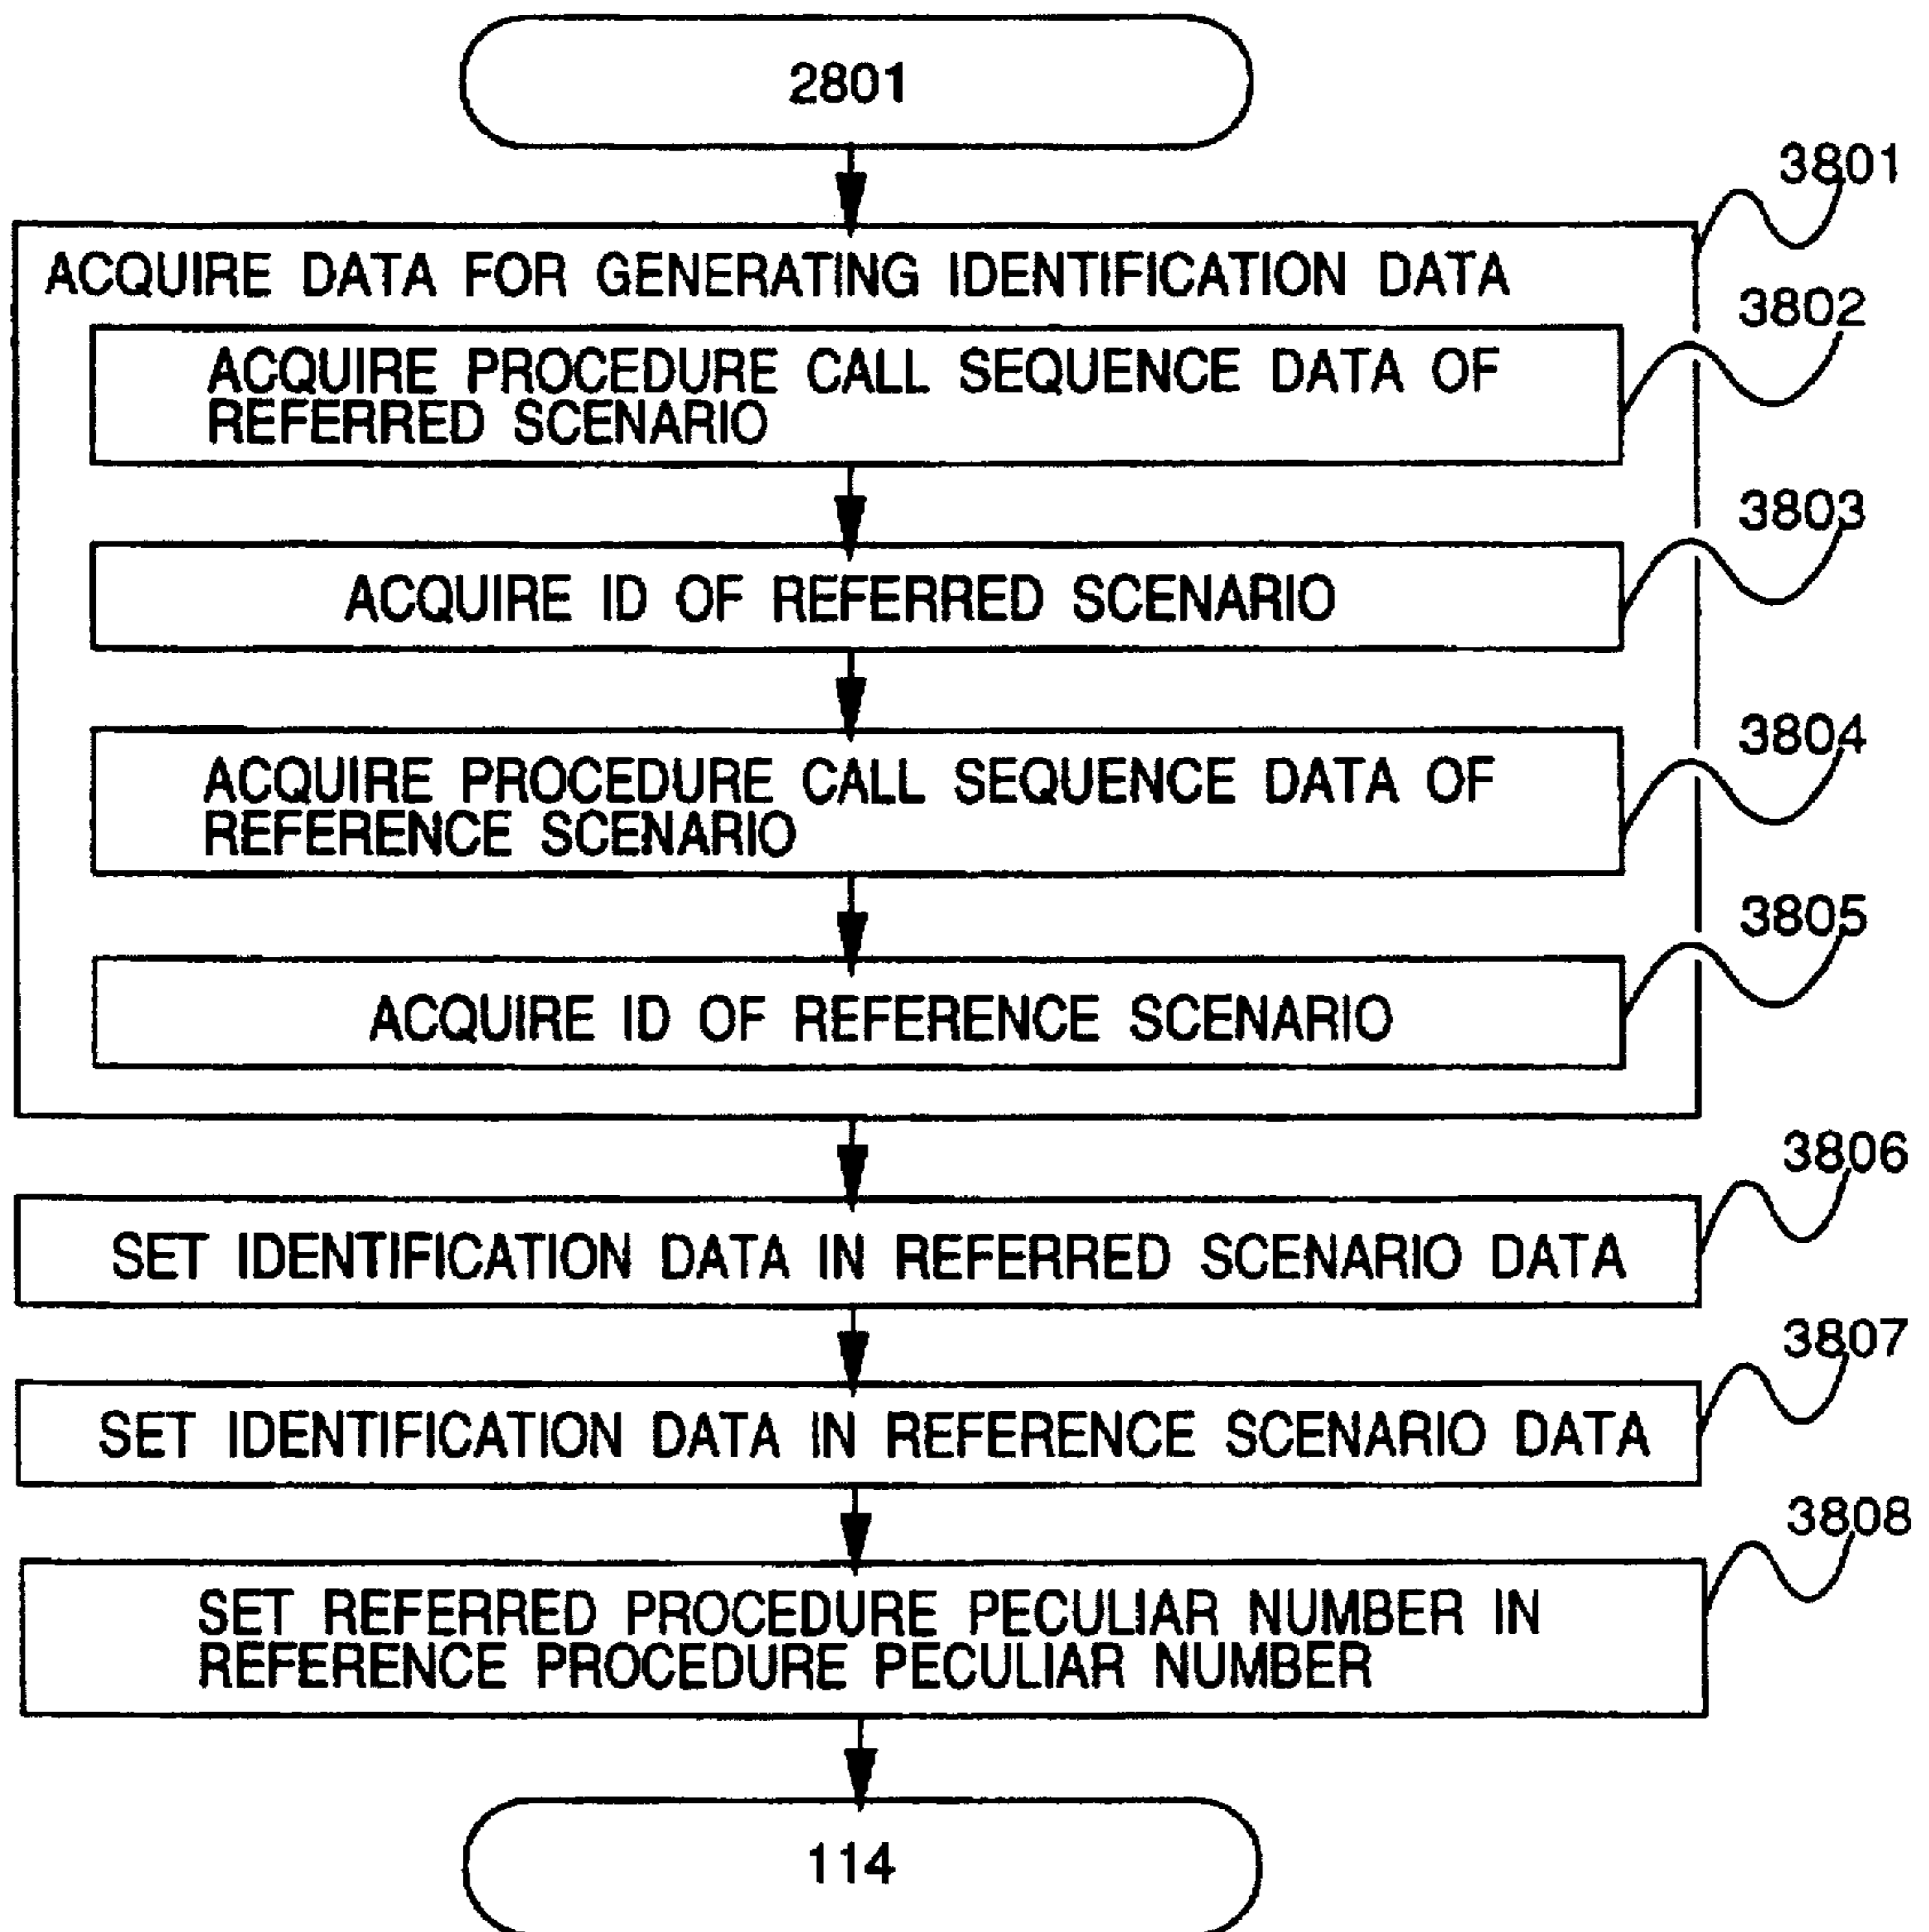 2801
3801
ACQUIRE DATA FOR GENERATING IDENTIFICATION DATA
3802
ACQUIRE PROCEDURE CALL SEQUENCE DATA OF
REFERRED SCENARIO
3803
ACQUIRE ID OF REFERRED SCENARIO
3804
ACQUIRE PROCEDURE CALL SEQUENCE DATA OF
REFERENCE SCENARIO
3805
ACQUIRE ID OF REFERENCE SCENARIO
3806
SET IDENTIFICATION DATA IN REFERRED SCENARIO DATA
3807
SET IDENTIFICATION DATA IN REFERENCE SCENARIO DATA
3808
SET REFERRED PROCEDURE PECULIAR NUMBER IN
REFERENCE PROCEDURE PECULIAR NUMBER
114